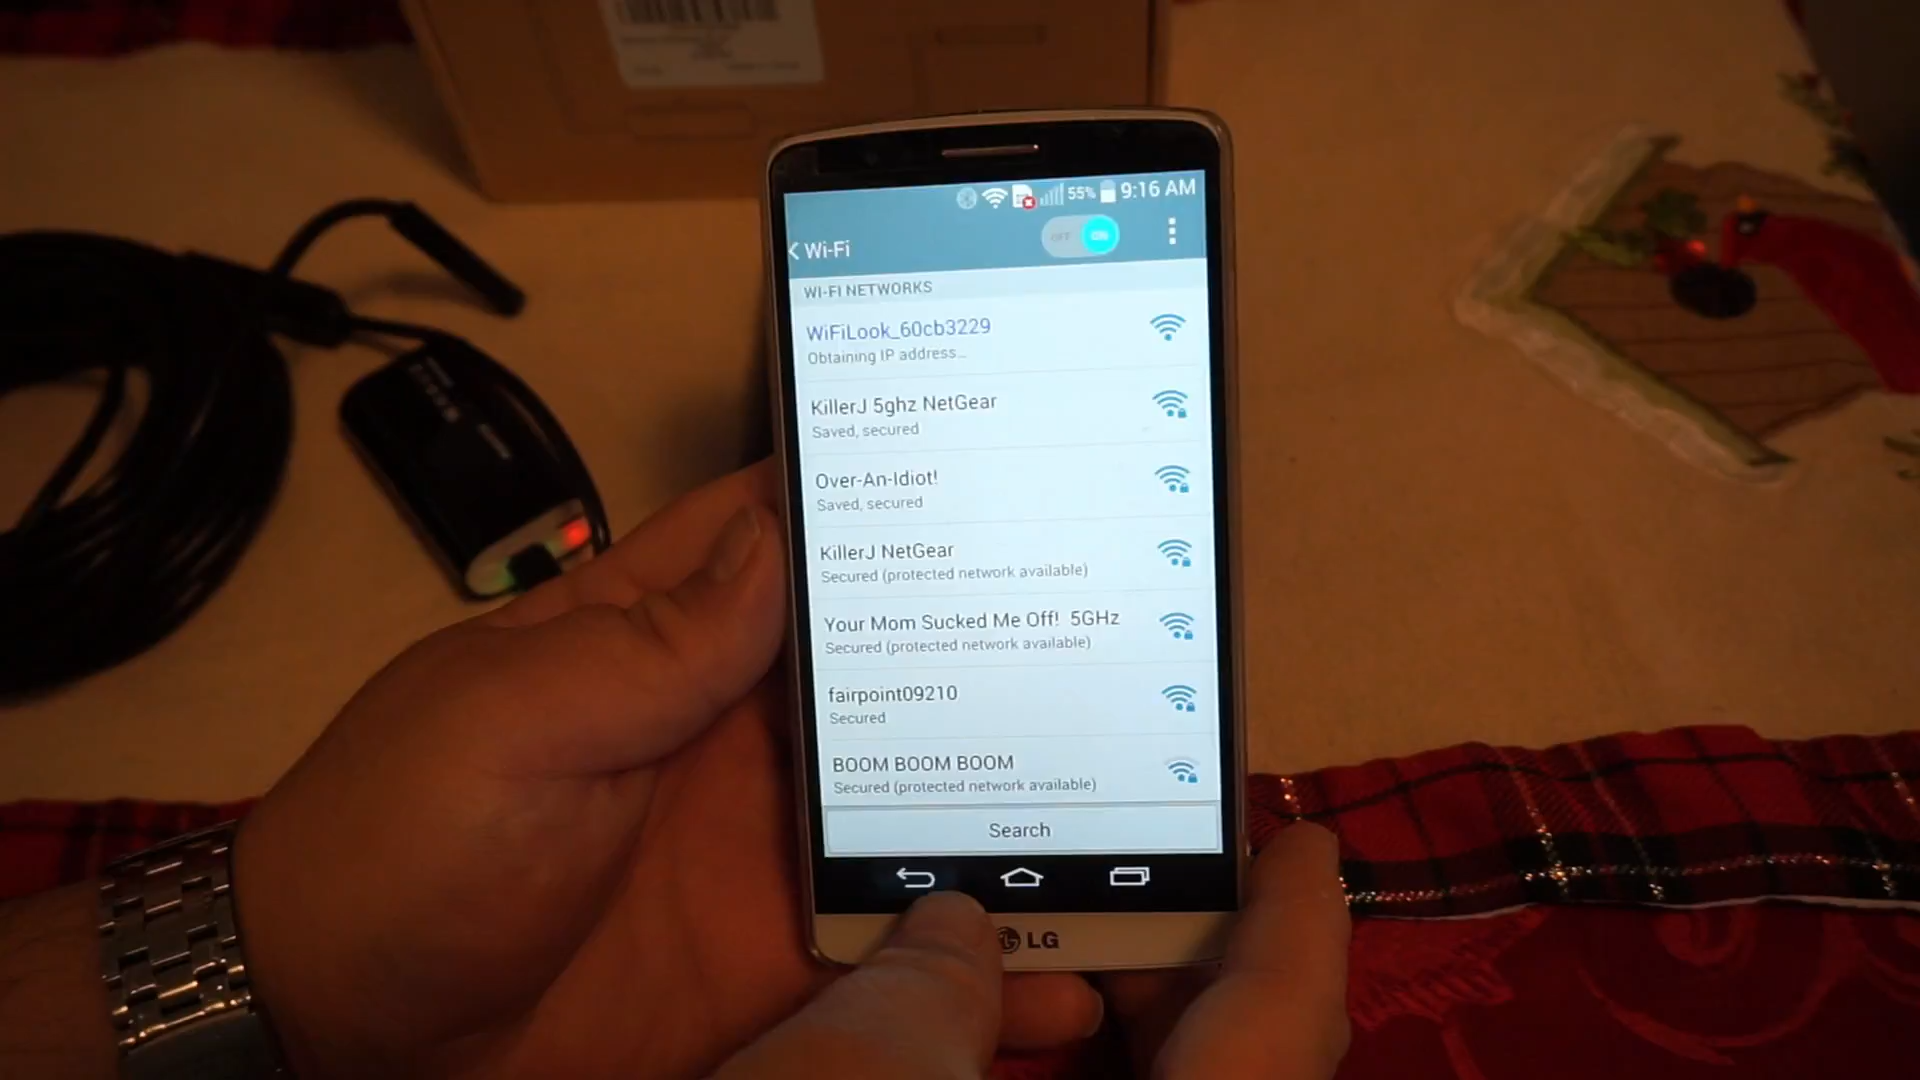 55% 9:16 AM
Wi-Fi
OFF ON
WI-FI NETWORKS
WiFiLook_60cb3229
Obtaining IP address...
KillerJ 5ghz NetGear
Saved, secured
Over-An-Idiot!
Saved, secured
KillerJ NetGear
Secured (protected network available)
Your Mom Sucked Me Off! 5GHz
Secured (protected network available)
fairpoint09210
Secured
BOOM BOOM BOOM
Secured (protected network available)
Search
LG